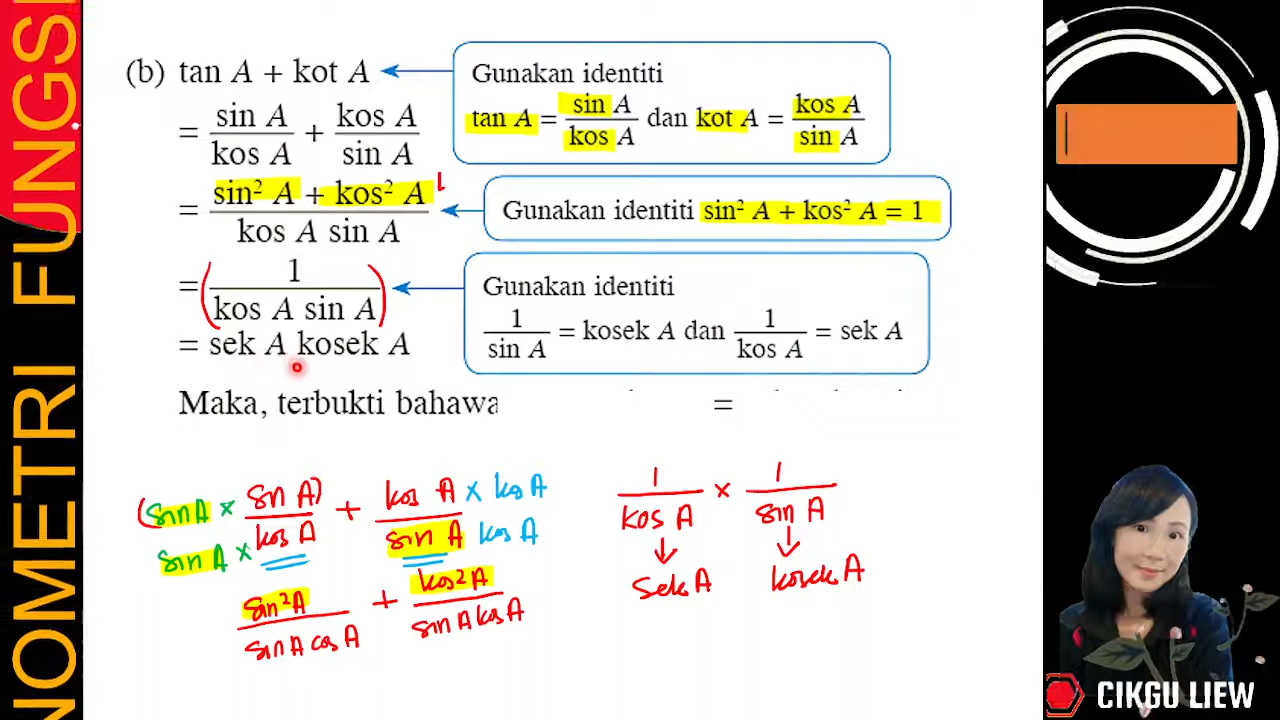 NOMETRI FUNGSI
(b) tan A + kot A
= sin A / kos A + kos A / sin A
= sin² A + kos² A / kos A sin A
1
= 1 / kos A sin A
= sek A kosek A
Maka, terbukti bahawa =
Gunakan identiti
tan A = sin A / kos A dan kot A = kos A / sin A
Gunakan identiti sin² A + kos² A = 1
Gunakan identiti
1 / sin A = kosek A dan 1 / kos A = sek A
(sin A × sin A) / sin A × kos A + kos A × kos A / sin A kos A
sin²A / sin A cos A + kos²A / sin A kos A
1 / kos A × 1 / sin A
sek A kosek A
CIKGU LIEW